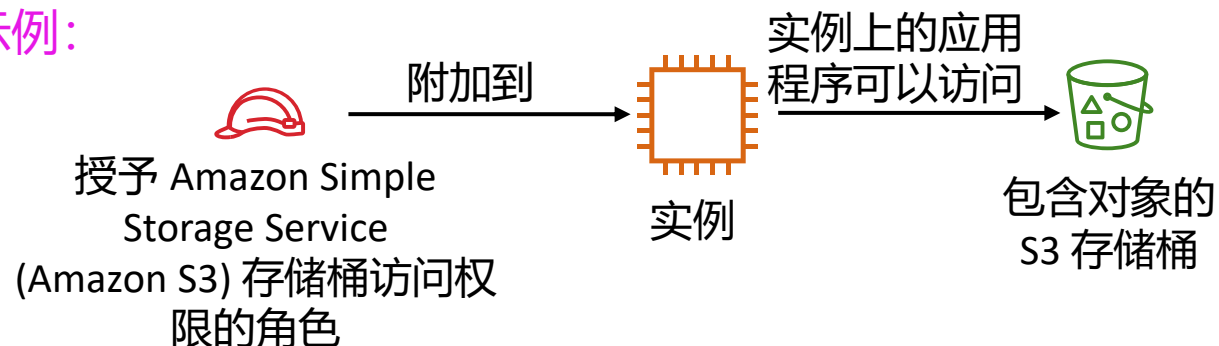 示例：
附加到
实例上的应用
程序可以访问
授予 Amazon Simple
Storage Service
(Amazon S3) 存储桶访问权
限的角色
实例
包含对象的
S3 存储桶